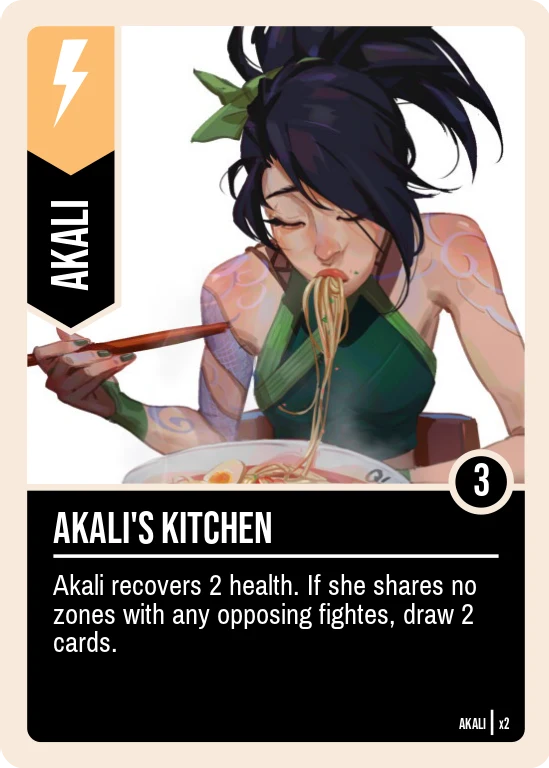 AKALI
3
AKALI'S KITCHEN
Akali recovers 2 health. If she shares no
zones with any opposing fightes, draw 2
cards.
AKALI x2